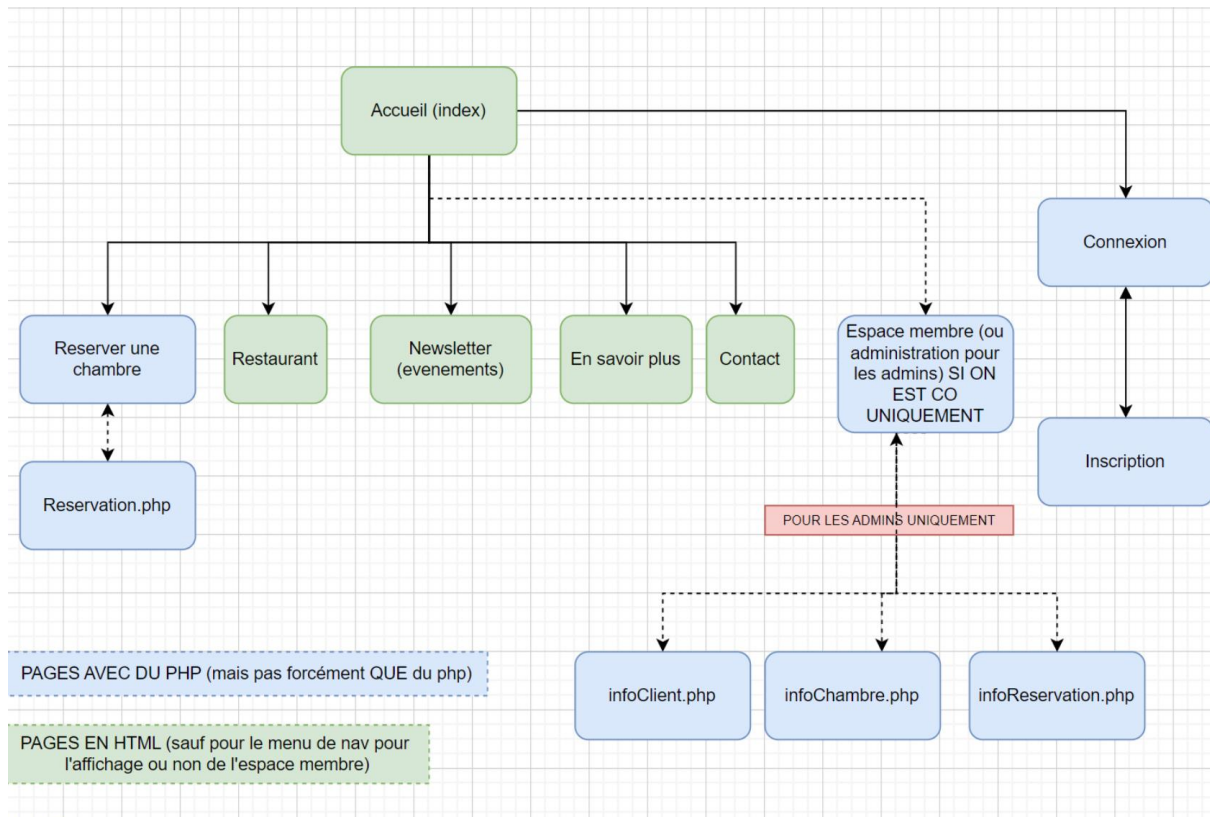 Accueil (index)
Connexion
Reserver une
chambre
Restaurant
Newsletter
(evenements)
En savoir plus
Contact
Espace membre (ou
administration pour
les admins) SI ON
EST CO
UNIQUEMENT
Inscription
Reservation.php
POUR LES ADMINS UNIQUEMENT
infoClient.php
infoChambre.php
infoReservation.php
PAGES AVEC DU PHP (mais pas forcément QUE du php)
PAGES EN HTML (sauf pour le menu de nav pour
l'affichage ou non de l'espace membre)